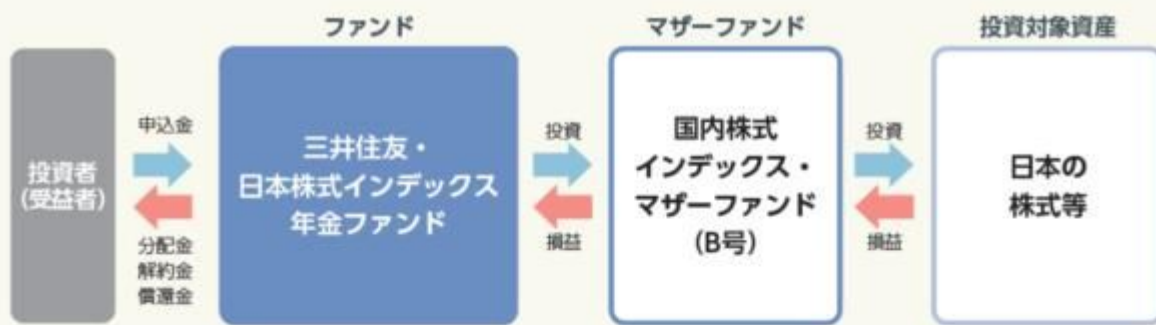 ファンド
マザーファンド
投資対象資産
投資者
(受益者)
申込金
分配金
解約金
償還金
三井住友・
日本株式インデックス
年金ファンド
投資
損益
国内株式
インデックス・
マザーファンド
(B号)
投資
損益
日本の
株式等